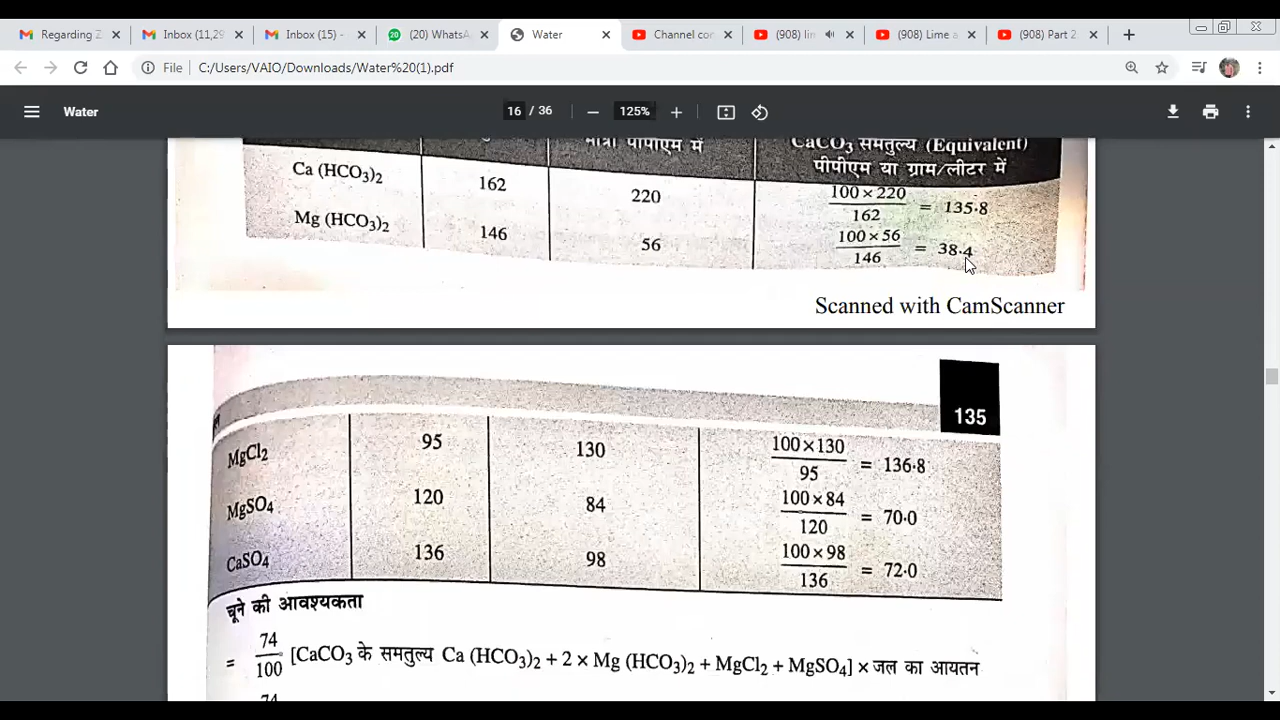 Regarding Z
Inbox (11,29
Inbox (15) -
(20) WhatsA
Water
Channel con
(908) lim
(908) Lime a
(908) Part 2
File C:/Users/VAIO/Downloads/Water%20(1).pdf
Water 16 / 36 125%
मात्रा पीपीएम में CaCO3 समतुल्य (Equivalent)
पीपीएम या ग्राम/लीटर में
Ca (HCO3)2 162 220 100 × 220 / 162 = 135·8
Mg (HCO3)2 146 56 100 × 56 / 146 = 38·4
Scanned with CamScanner
135
MgCl2 95 130 100 × 130 / 95 = 136·8
MgSO4 120 84 100 × 84 / 120 = 70·0
CaSO4 136 98 100 × 98 / 136 = 72·0
चूने की आवश्यकता
= 74 / 100 [CaCO3 के समतुल्य Ca (HCO3)2 + 2 × Mg (HCO3)2 + MgCl2 + MgSO4] × जल का आयतन
74